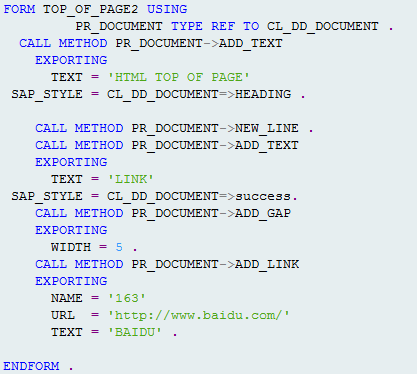 FORM TOP_OF_PAGE2 USING
PR_DOCUMENT TYPE REF TO CL_DD_DOCUMENT .
CALL METHOD PR_DOCUMENT->ADD_TEXT
EXPORTING
TEXT = 'HTML TOP OF PAGE'
SAP_STYLE = CL_DD_DOCUMENT=>HEADING .
CALL METHOD PR_DOCUMENT->NEW_LINE .
CALL METHOD PR_DOCUMENT->ADD_TEXT
EXPORTING
TEXT = 'LINK'
SAP_STYLE = CL_DD_DOCUMENT=>success.
CALL METHOD PR_DOCUMENT->ADD_GAP
EXPORTING
WIDTH = 5 .
CALL METHOD PR_DOCUMENT->ADD_LINK
EXPORTING
NAME = '163'
URL = 'http://www.baidu.com/'
TEXT = 'BAIDU' .
ENDFORM .